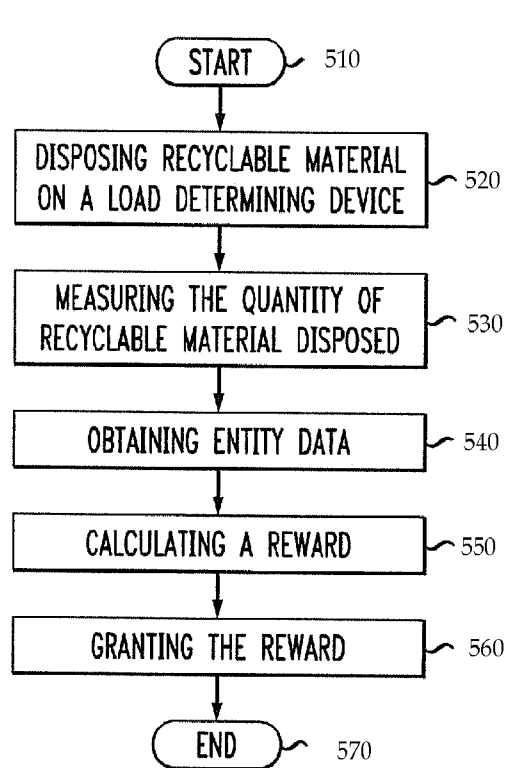 START 510
DISPOSING RECYCLABLE MATERIAL
ON A LOAD DETERMINING DEVICE 520
MEASURING THE QUANTITY OF
RECYCLABLE MATERIAL DISPOSED 530
OBTAINING ENTITY DATA 540
CALCULATING A REWARD 550
GRANTING THE REWARD 560
END 570